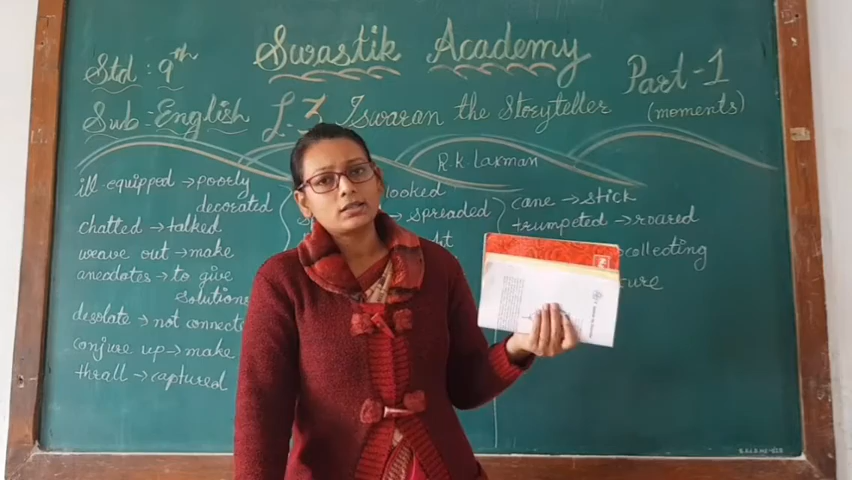 Std : 9th
Swastik Academy
Part-1
Sub :- English
L-3 Iswaran the Storyteller
(moments)
R.K. Laxman
ill-equipped → poorly
decorated
chatted → talked
weave out → make
anecdotes → to give
solutions
desolate → not connect
conjure up → make
thrall → captured
looked
→ spreaded
cane → stick
trumpeted → roared
collecting